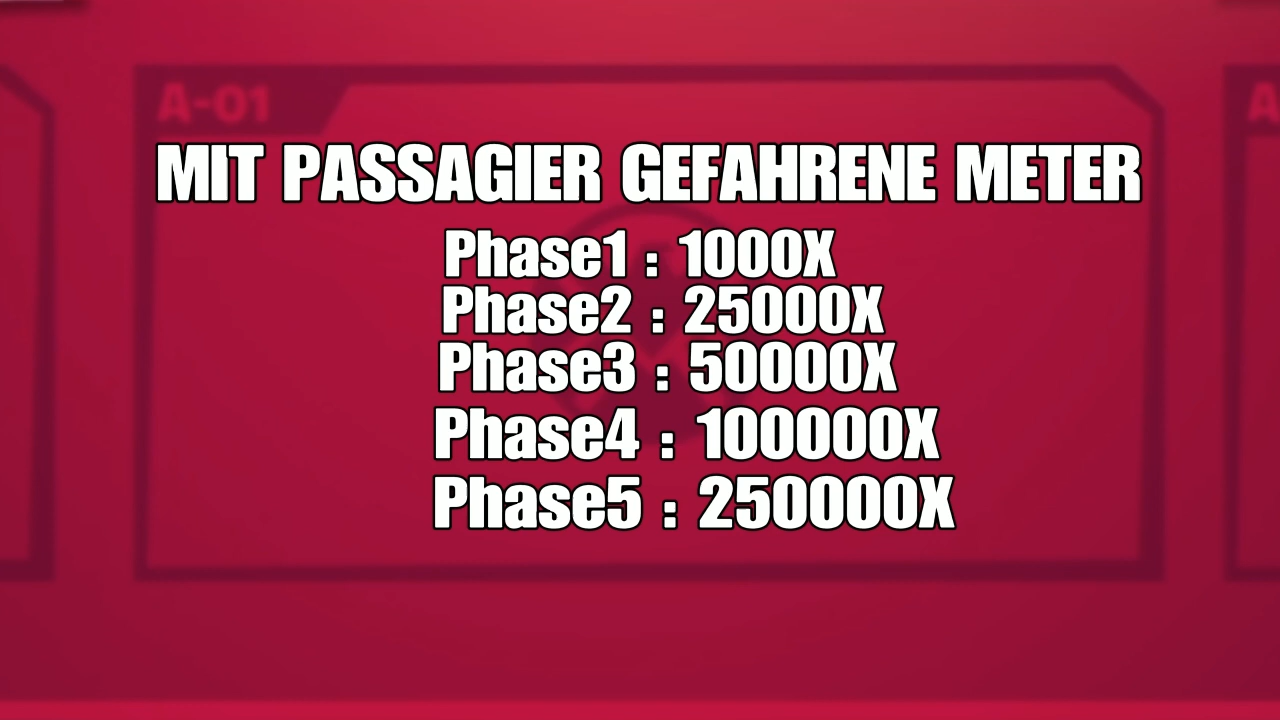 A-01
MIT PASSAGIER GEFAHRENE METER
Phase1 : 1000X
Phase2 : 25000X
Phase3 : 50000X
Phase4 : 100000X
Phase5 : 250000X